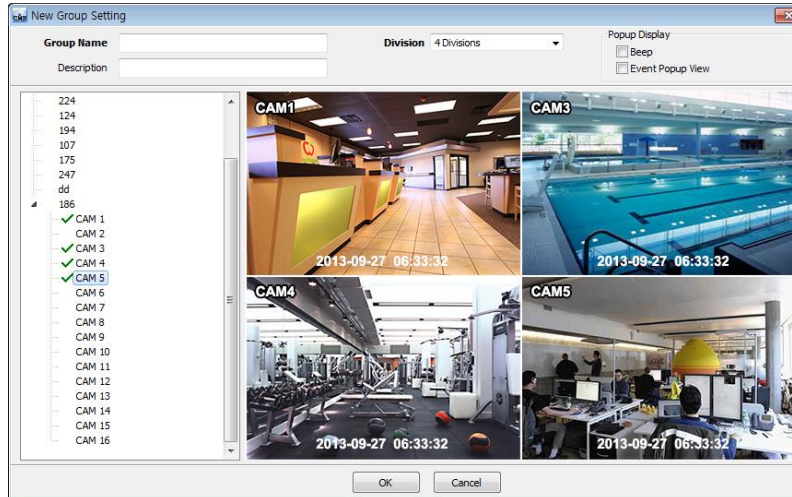 New Group Setting
Group Name
Division 4 Divisions
Popup Display
Beep
Description
Event Popup View
224
124
194
107
175
247
dd
186
CAM 1
CAM 2
CAM 3
CAM 4
CAM 5
CAM 6
CAM 7
CAM 8
CAM 9
CAM 10
CAM 11
CAM 12
CAM 13
CAM 14
CAM 15
CAM 16
CAM1
2013-09-27 06:33:32
CAM3
2013-09-27 06:33:32
CAM4
2013-09-27 06:33:32
CAM5
2013-09-27 06:33:32
OK
Cancel